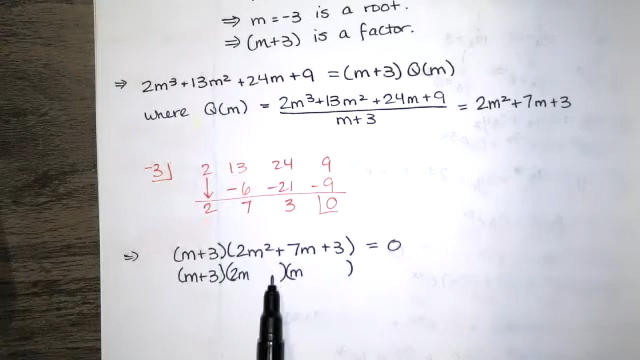 ⇒ m = -3 is a root.
⇒ (m+3) is a factor.
⇒ 2m³+13m²+24m+9 = (m+3) Q(m)
where Q(m) = (2m³+13m²+24m+9)/(m+3) = 2m²+7m+3
-3⌋ 2 13 24 9
↓ -6 -21 -9
2 7 3 ⌊0
⇒ (m+3)(2m²+7m+3) = 0
(m+3)(2m )(m )